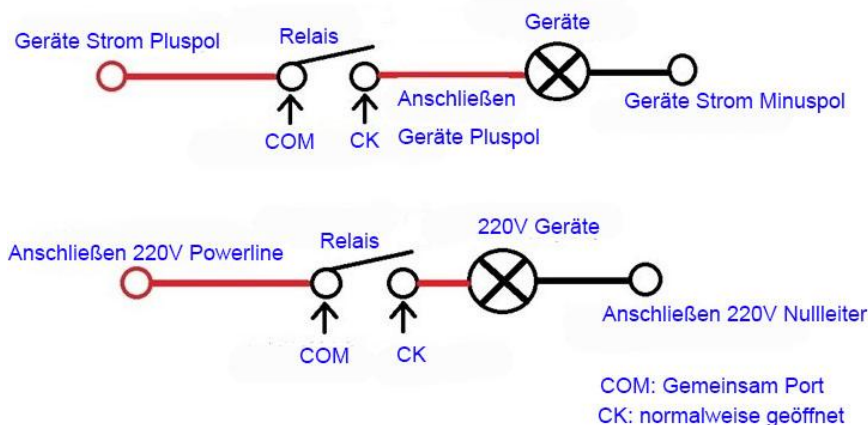 Geräte
Geräte Strom Pluspol
Relais
Anschließen
Geräte Pluspol
Geräte Strom Minuspol
COM
CK
220V Geräte
Anschließen 220V Powerline
Relais
Anschließen 220V Nullleiter
COM
CK
COM: Gemeinsam Port
CK: normalweise geöffnet